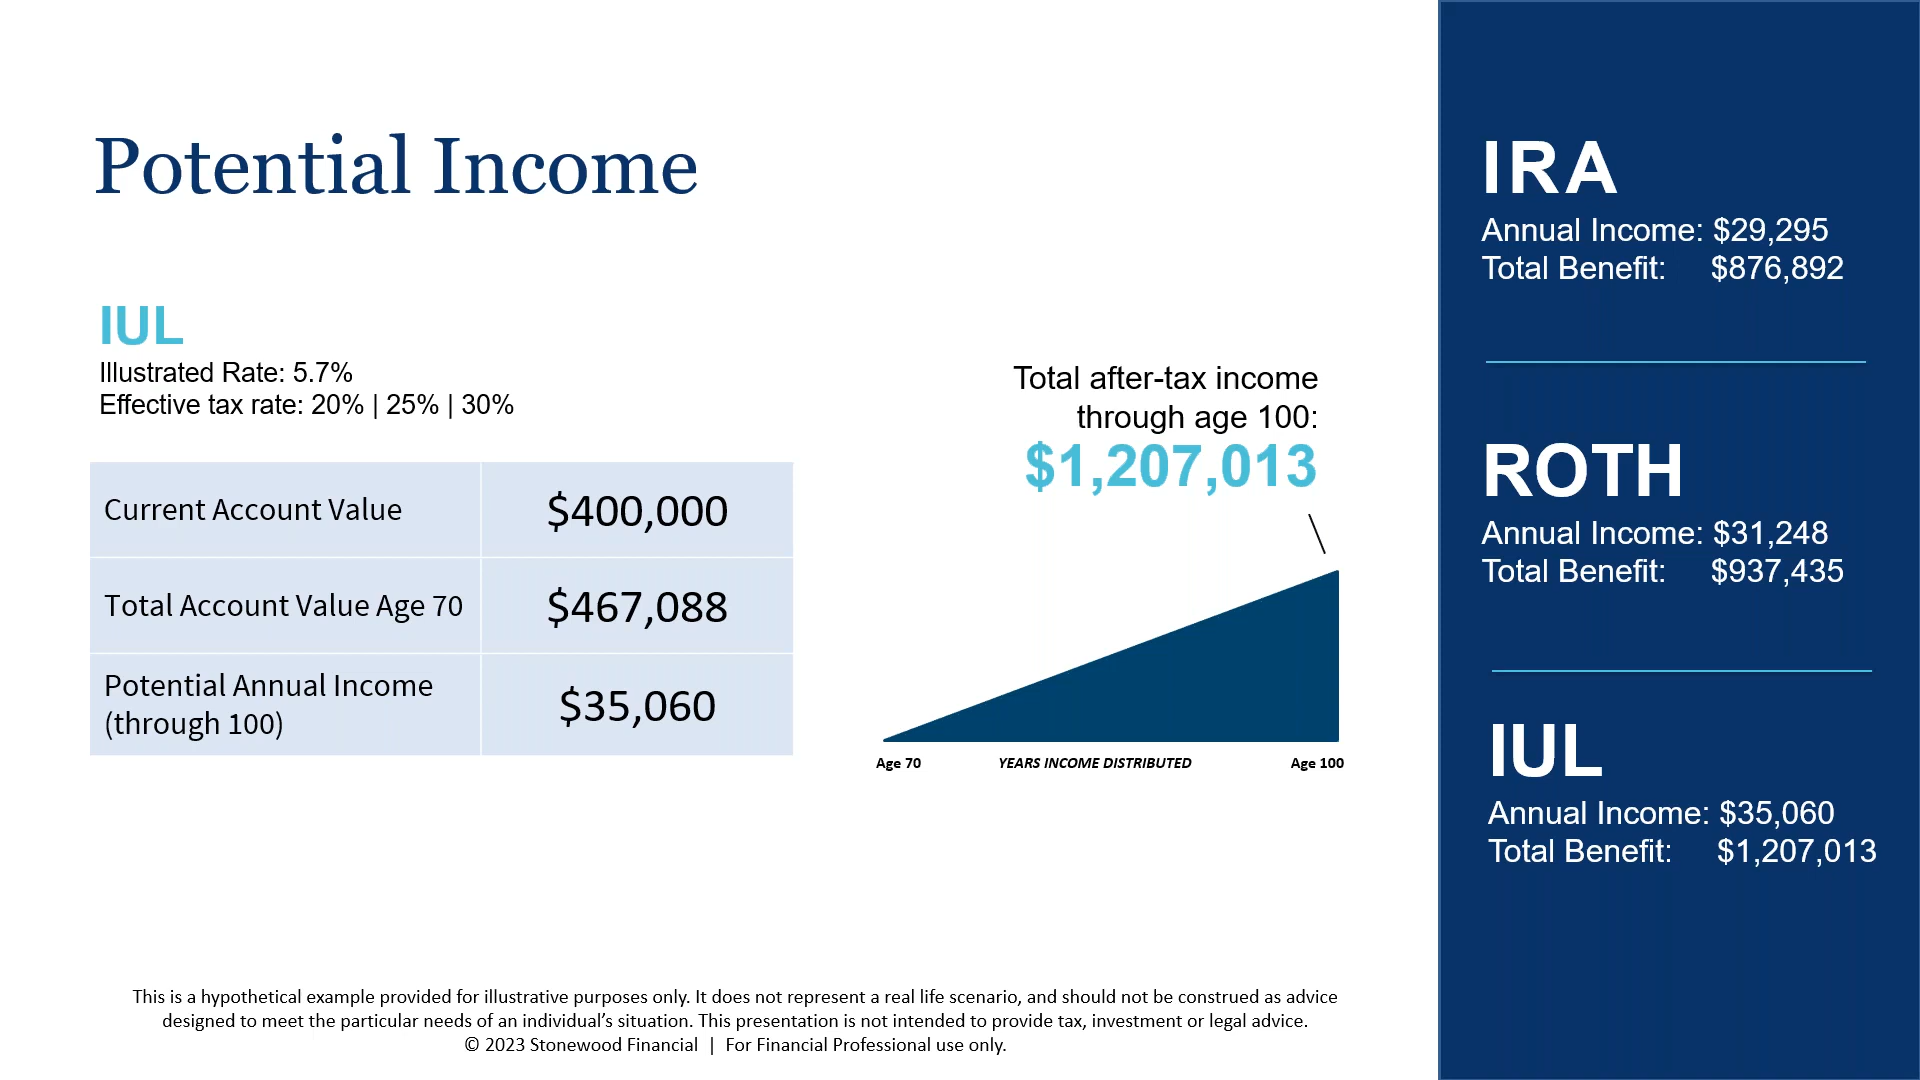 Potential Income
IUL
Illustrated Rate: 5.7%
Effective tax rate: 20% | 25% | 30%
Current Account Value $400,000
Total Account Value Age 70 $467,088
Potential Annual Income
(through 100) $35,060
Total after-tax income
through age 100:
$1,207,013
Age 70 YEARS INCOME DISTRIBUTED Age 100
IRA
Annual Income: $29,295
Total Benefit: $876,892
ROTH
Annual Income: $31,248
Total Benefit: $937,435
IUL
Annual Income: $35,060
Total Benefit: $1,207,013
This is a hypothetical example provided for illustrative purposes only. It does not represent a real life scenario, and should not be construed as advice
designed to meet the particular needs of an individual’s situation. This presentation is not intended to provide tax, investment or legal advice.
© 2023 Stonewood Financial | For Financial Professional use only.